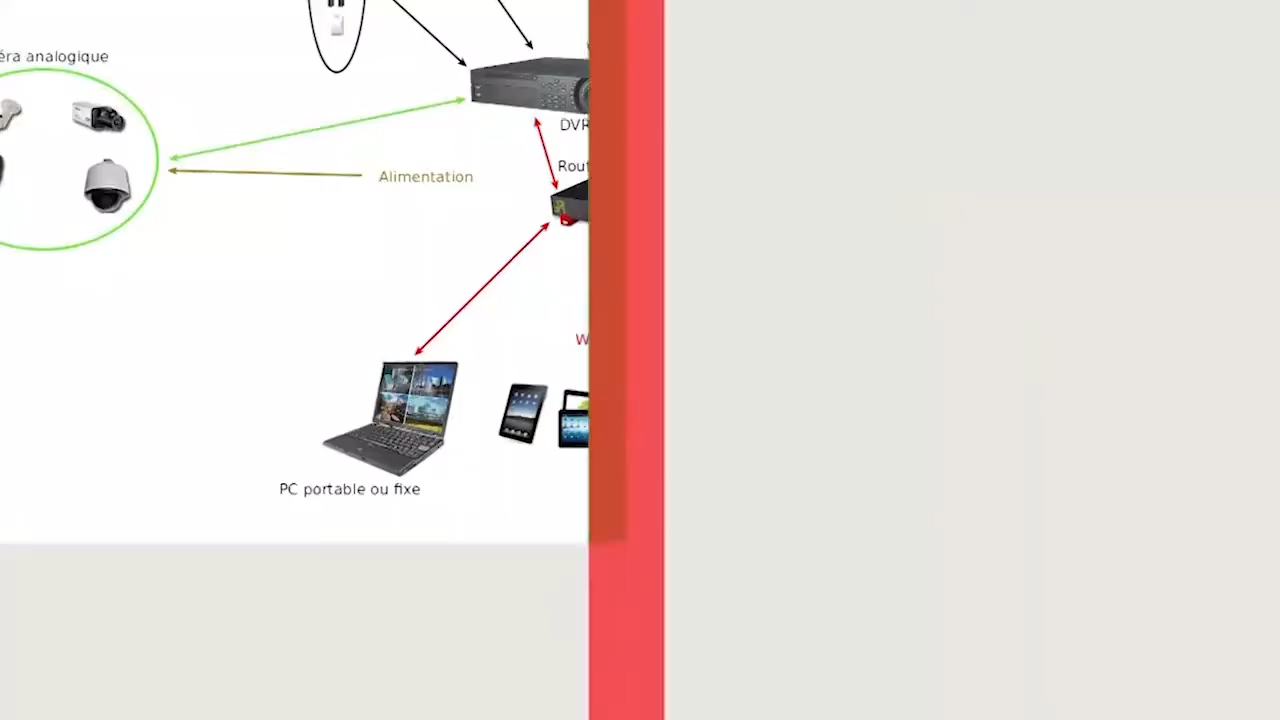 éra analogique
DVR
Rout
Alimentation
W
PC portable ou fixe